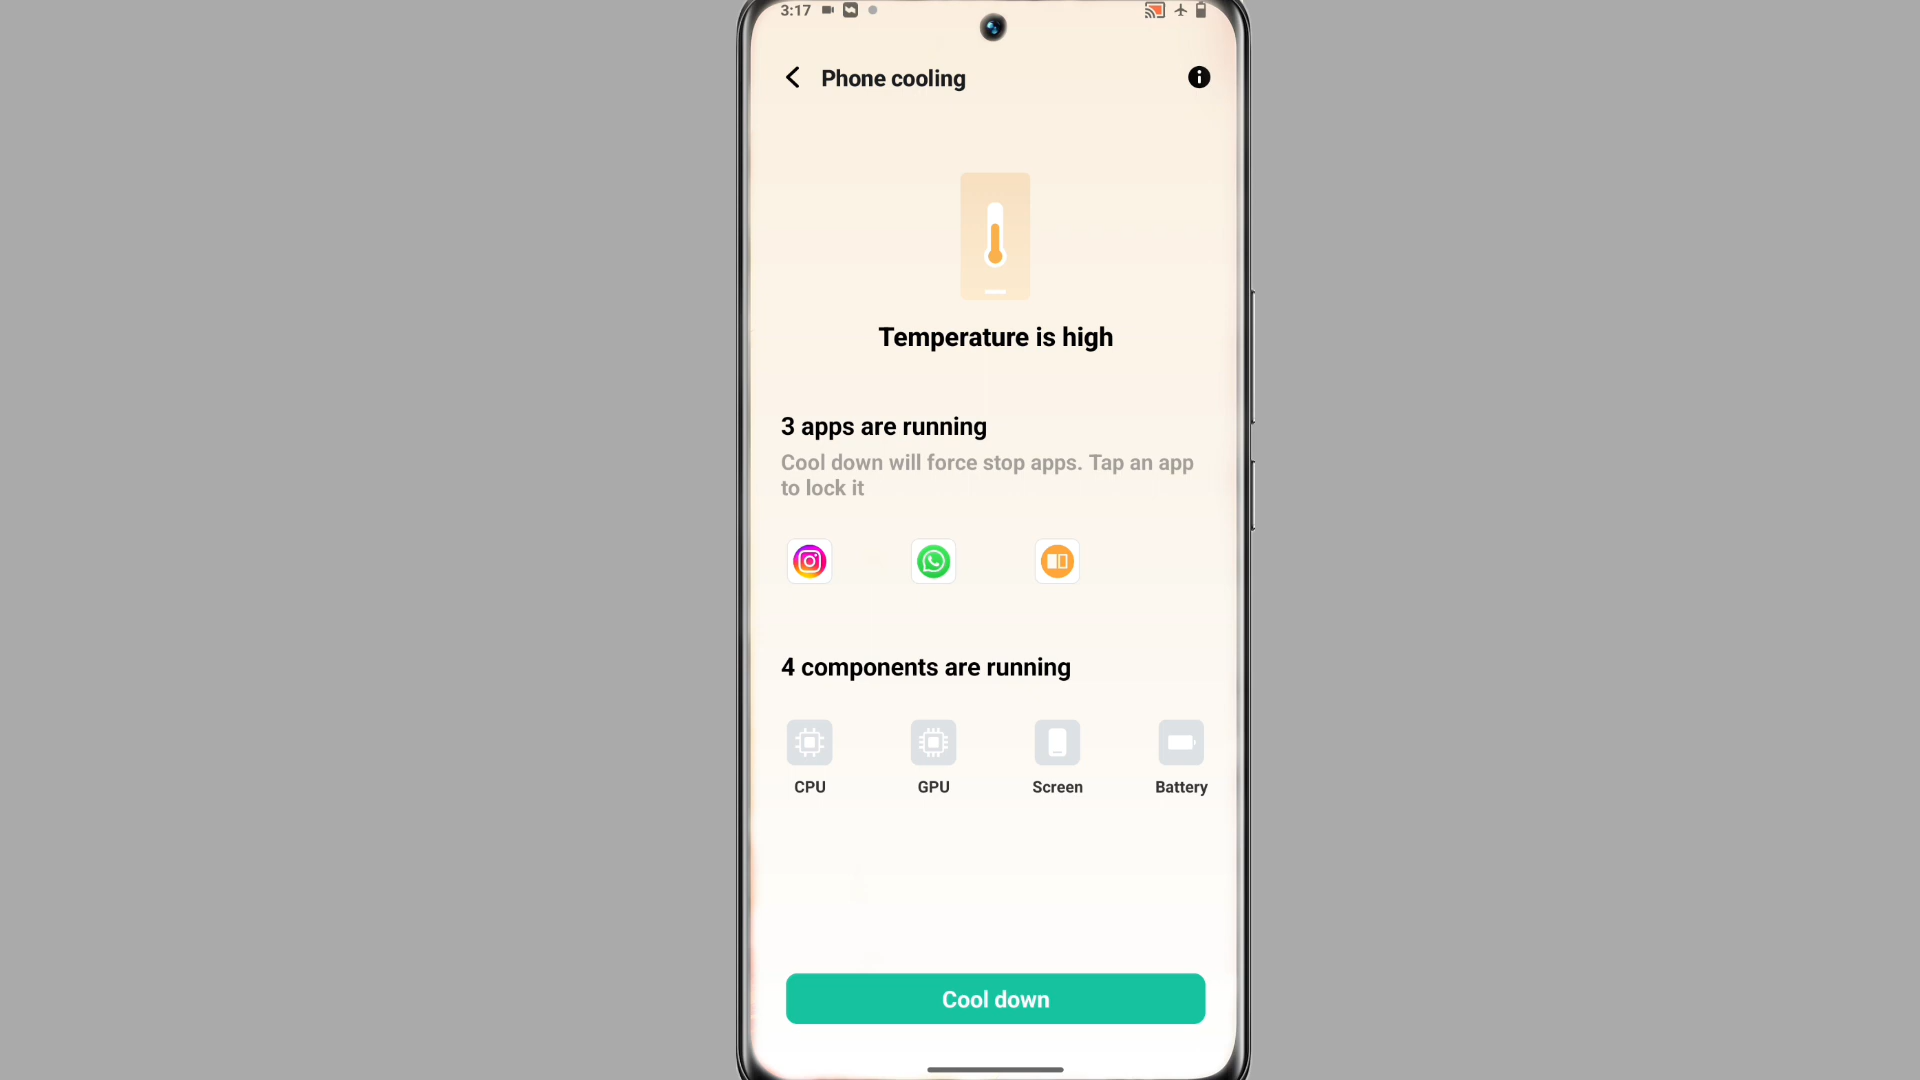 3:17
Phone cooling
Temperature is high
3 apps are running
Cool down will force stop apps. Tap an app
to lock it
4 components are running
CPU GPU Screen Battery
Cool down